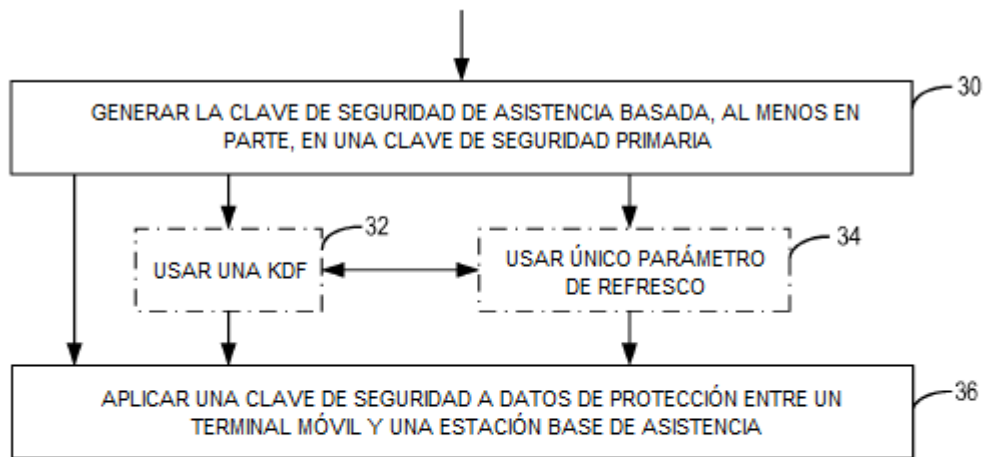 GENERAR LA CLAVE DE SEGURIDAD DE ASISTENCIA BASADA, AL MENOS EN
PARTE, EN UNA CLAVE DE SEGURIDAD PRIMARIA
30
USAR UNA KDF
32
USAR ÚNICO PARÁMETRO
DE REFRESCO
34
APLICAR UNA CLAVE DE SEGURIDAD A DATOS DE PROTECCIÓN ENTRE UN
TERMINAL MÓVIL Y UNA ESTACIÓN BASE DE ASISTENCIA
36